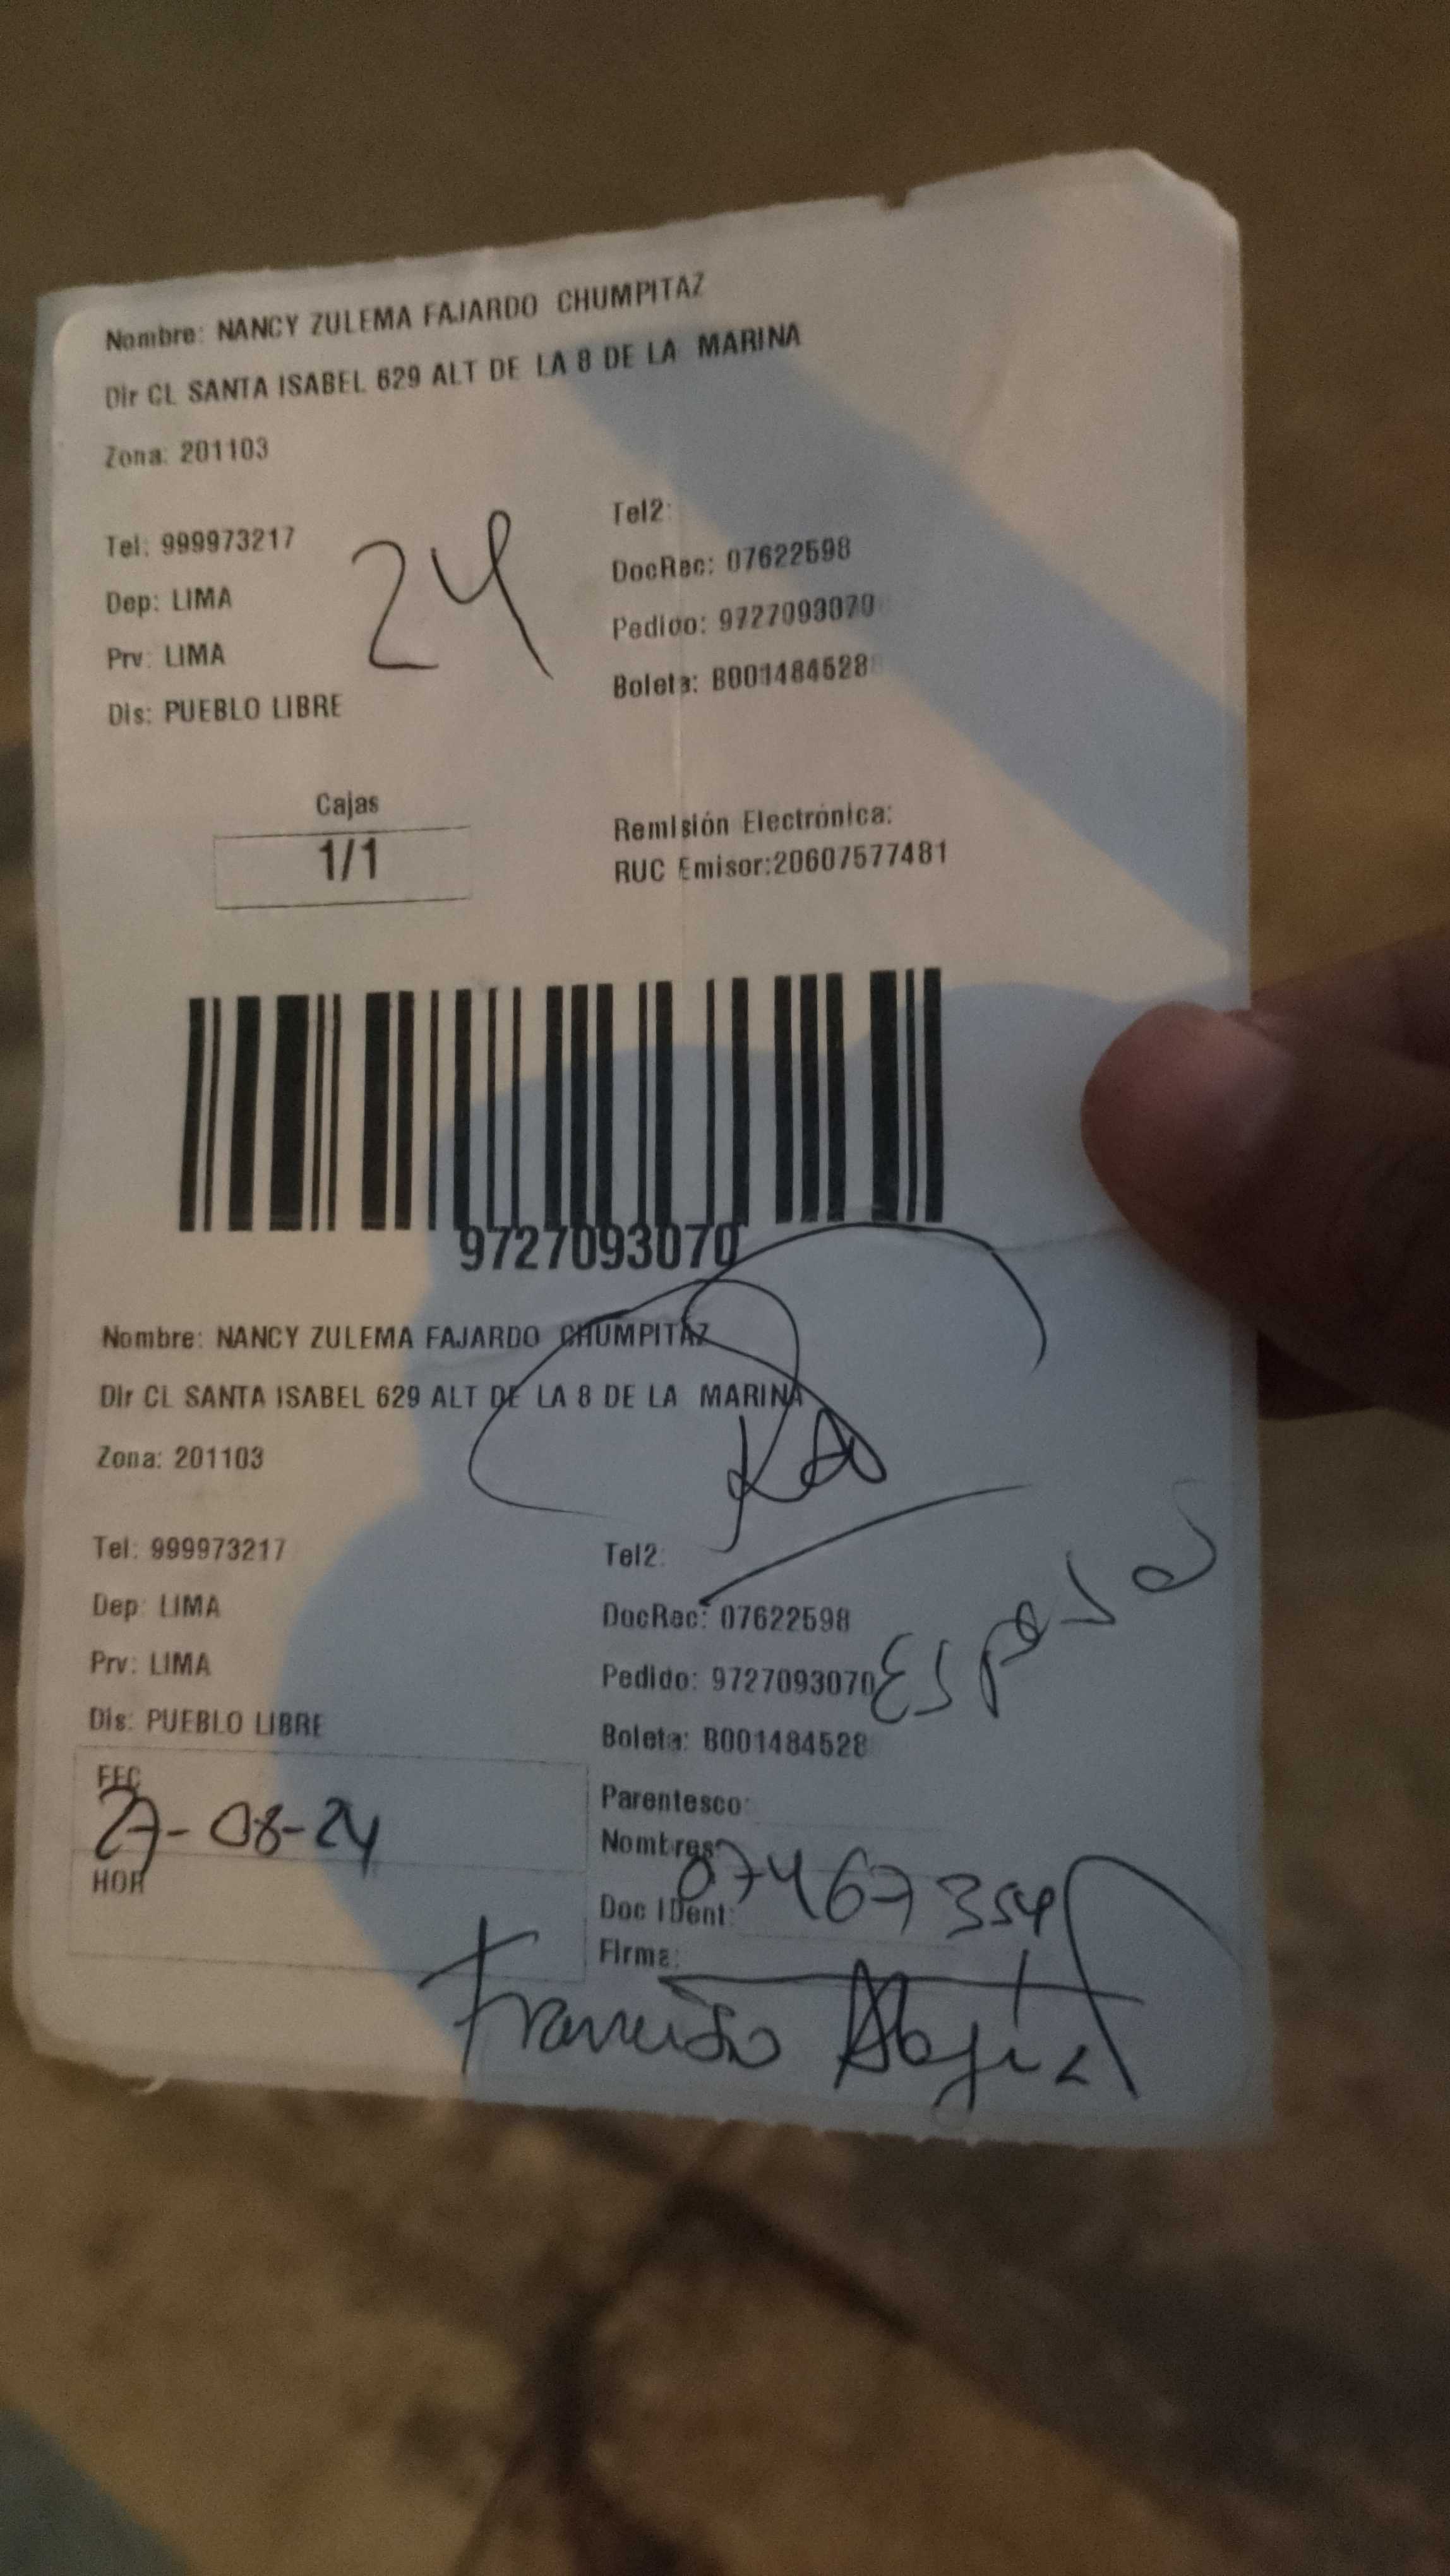 Nombre: NANCY ZULEMA FAJARDO CHUMPITAZ
Dir CL SANTA ISABEL 629 ALT DE LA 8 DE LA MARINA
Zona: 201103
Tel: 999973217
Dep: LIMA
Prv: LIMA
Dis: PUEBLO LIBRE
24
Tel2:
DocRec: 07622598
Pedido: 9727093070
Boleta: B001484528
Cajas
1/1
Remisión Electrónica:
RUC Emisor:20607577481
9727093070
Nombre: NANCY ZULEMA FAJARDO CHUMPITAZ
Dir CL SANTA ISABEL 629 ALT DE LA 8 DE LA MARINA
Zona: 201103
Tel: 999973217
Dep: LIMA
Prv: LIMA
Dis: PUEBLO LIBRE
Tel2:
DocRec: 07622598
Pedido: 9727093070
Esposo
Boleta: B001484528
FEC
27-08-24
HOR
Parentesco:
Nombres:
07467354
Doc IDent:
Firma:
Francisco